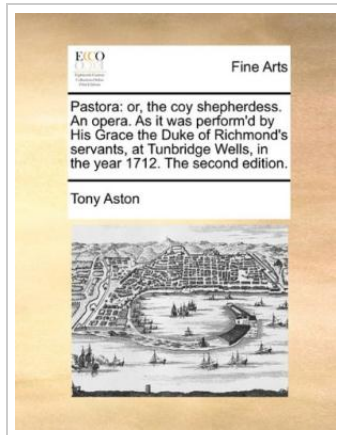 ECCO
Fine Arts
Pastora: or, the coy shepherdess.
An opera. As it was perform'd by
His Grace the Duke of Richmond's
servants, at Tunbridge Wells, in
the year 1712. The second edition.
Tony Aston